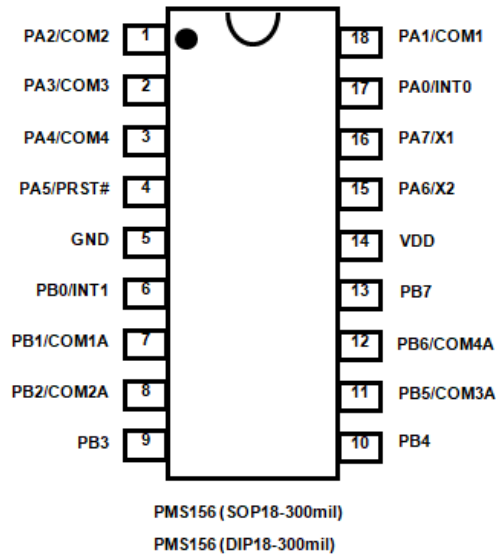 PA2/COM2 1 18 PA1/COM1
PA3/COM3 2 17 PA0/INT0
PA4/COM4 3 16 PA7/X1
PA5/PRST# 4 15 PA6/X2
GND 5 14 VDD
PB0/INT1 6 13 PB7
PB1/COM1A 7 12 PB6/COM4A
PB2/COM2A 8 11 PB5/COM3A
PB3 9 10 PB4
PMS156 (SOP18-300mil)
PMS156 (DIP18-300mil)